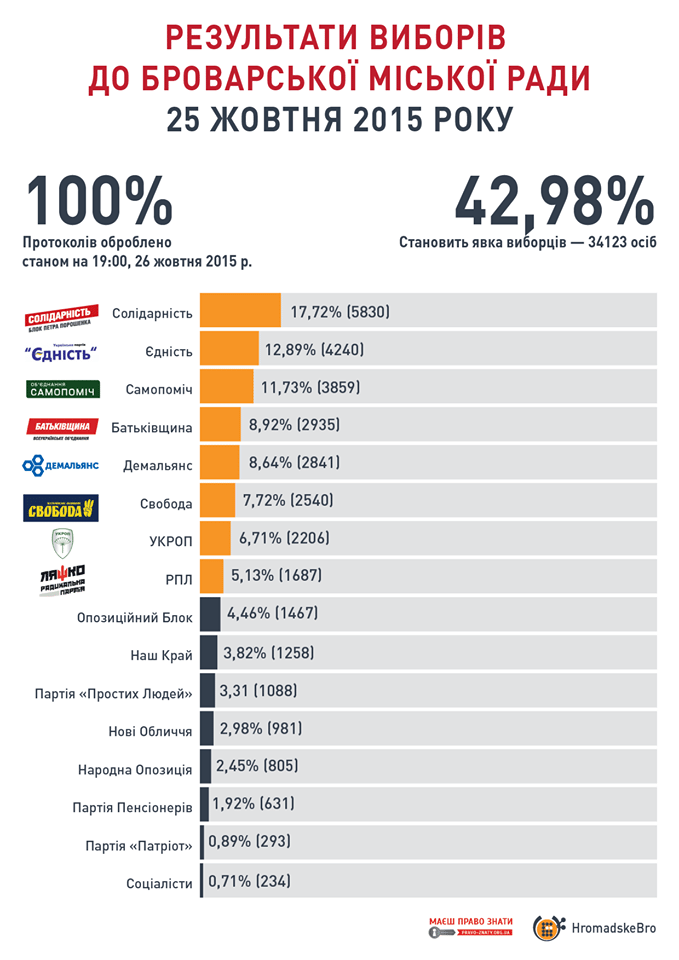 РЕЗУЛЬТАТИ ВИБОРІВ
ДО БРОВАРСЬКОЇ МІСЬКОЇ РАДИ
25 ЖОВТНЯ 2015 РОКУ
100%
Протоколів оброблено
станом на 19:00, 26 жовтня 2015 р.
42,98%
Становить явка виборців — 34123 осіб
СОЛІДАРНІСТЬ
БЛОК ПЕТРА ПОРОШЕНКА
Солідарність
17,72% (5830)
Українська партія
"Єдність"
Єдність
12,89% (4240)
ОБ'ЄДНАННЯ
САМОПОМІЧ
Самопоміч
11,73% (3859)
БАТЬКІВЩИНА
ВСЕУКРАЇНСЬКЕ ОБ'ЄДНАННЯ
Батьківщина
8,92% (2935)
ДЕМАЛЬЯНС
Демальянс
8,64% (2841)
СВОБОДА
Свобода
7,72% (2540)
УКРОП
УКРОП
6,71% (2206)
ЛЯШКО
РАДИКАЛЬНА
ПАРТІЯ
РПЛ
5,13% (1687)
Опозиційний Блок
4,46% (1467)
Наш Край
3,82% (1258)
Партія «Простих Людей»
3,31 (1088)
Нові Обличчя
2,98% (981)
Народна Опозиція
2,45% (805)
Партія Пенсіонерів
1,92% (631)
Партія «Патріот»
0,89% (293)
Соціалісти
0,71% (234)
МАЄШ ПРАВО ЗНАТИ
PRAVO-ZNATY.ORG.UA
HromadskeBro